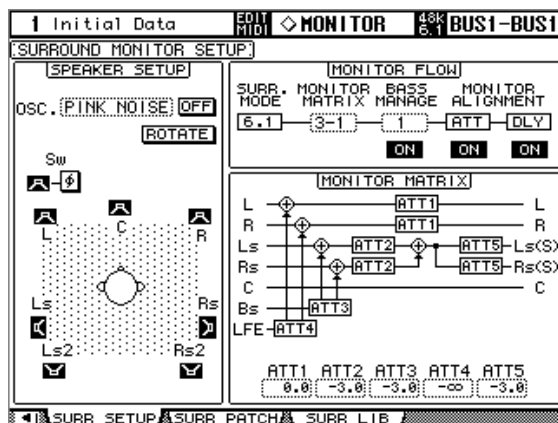 1 Initial Data EDIT MIDI ◇MONITOR 48K 6.1 BUS1-BUS1
SURROUND MONITOR SETUP
SPEAKER SETUP
OSC. PINK NOISE OFF
ROTATE
Sw
Φ
L C R
Ls Rs
Ls2 Rs2
MONITOR FLOW
SURR. MODE MONITOR MATRIX BASS MANAGE MONITOR ALIGNMENT
6.1 3-1 1 ATT DLY
ON ON ON
MONITOR MATRIX
L ATT1 L
R ATT1 R
Ls ATT2 ATT5 Ls(S)
Rs ATT2 ATT5 Rs(S)
C C
Bs ATT3
LFE ATT4
ATT1 ATT2 ATT3 ATT4 ATT5
0.0 -3.0 -3.0 -∞ -3.0
SURR SETUP SURR PATCH SURR LIB